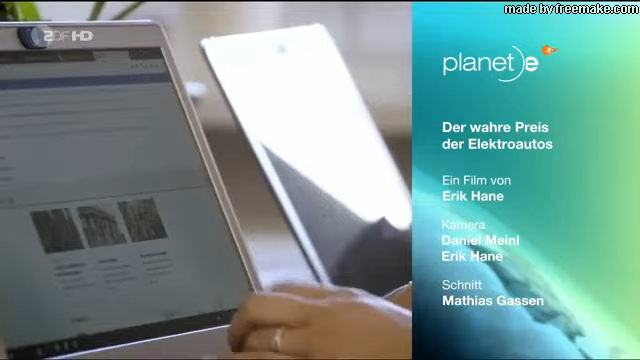 made by freemake.com
ZDF HD
planet e
Der wahre Preis
der Elektroautos
Ein Film von
Erik Hane
Kamera
Daniel Meinl
Erik Hane
Schnitt
Mathias Gassen